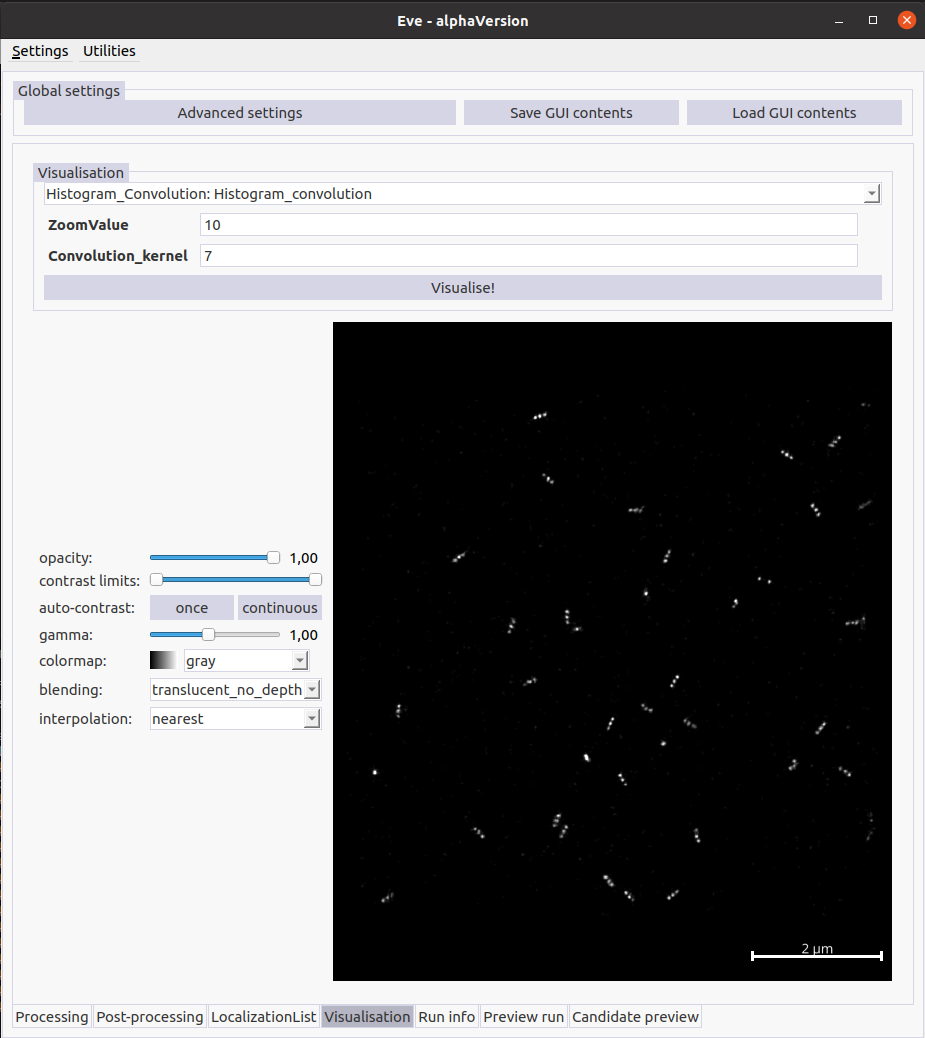 Eve - alphaVersion
Settings Utilities
Global settings
Advanced settings Save GUI contents Load GUI contents
Visualisation
Histogram_Convolution: Histogram_convolution
ZoomValue 10
Convolution_kernel 7
Visualise!
opacity: 1,00
contrast limits:
auto-contrast: once continuous
gamma: 1,00
colormap: gray
blending: translucent_no_depth
interpolation: nearest
2 µm
Processing Post-processing LocalizationList Visualisation Run info Preview run Candidate preview